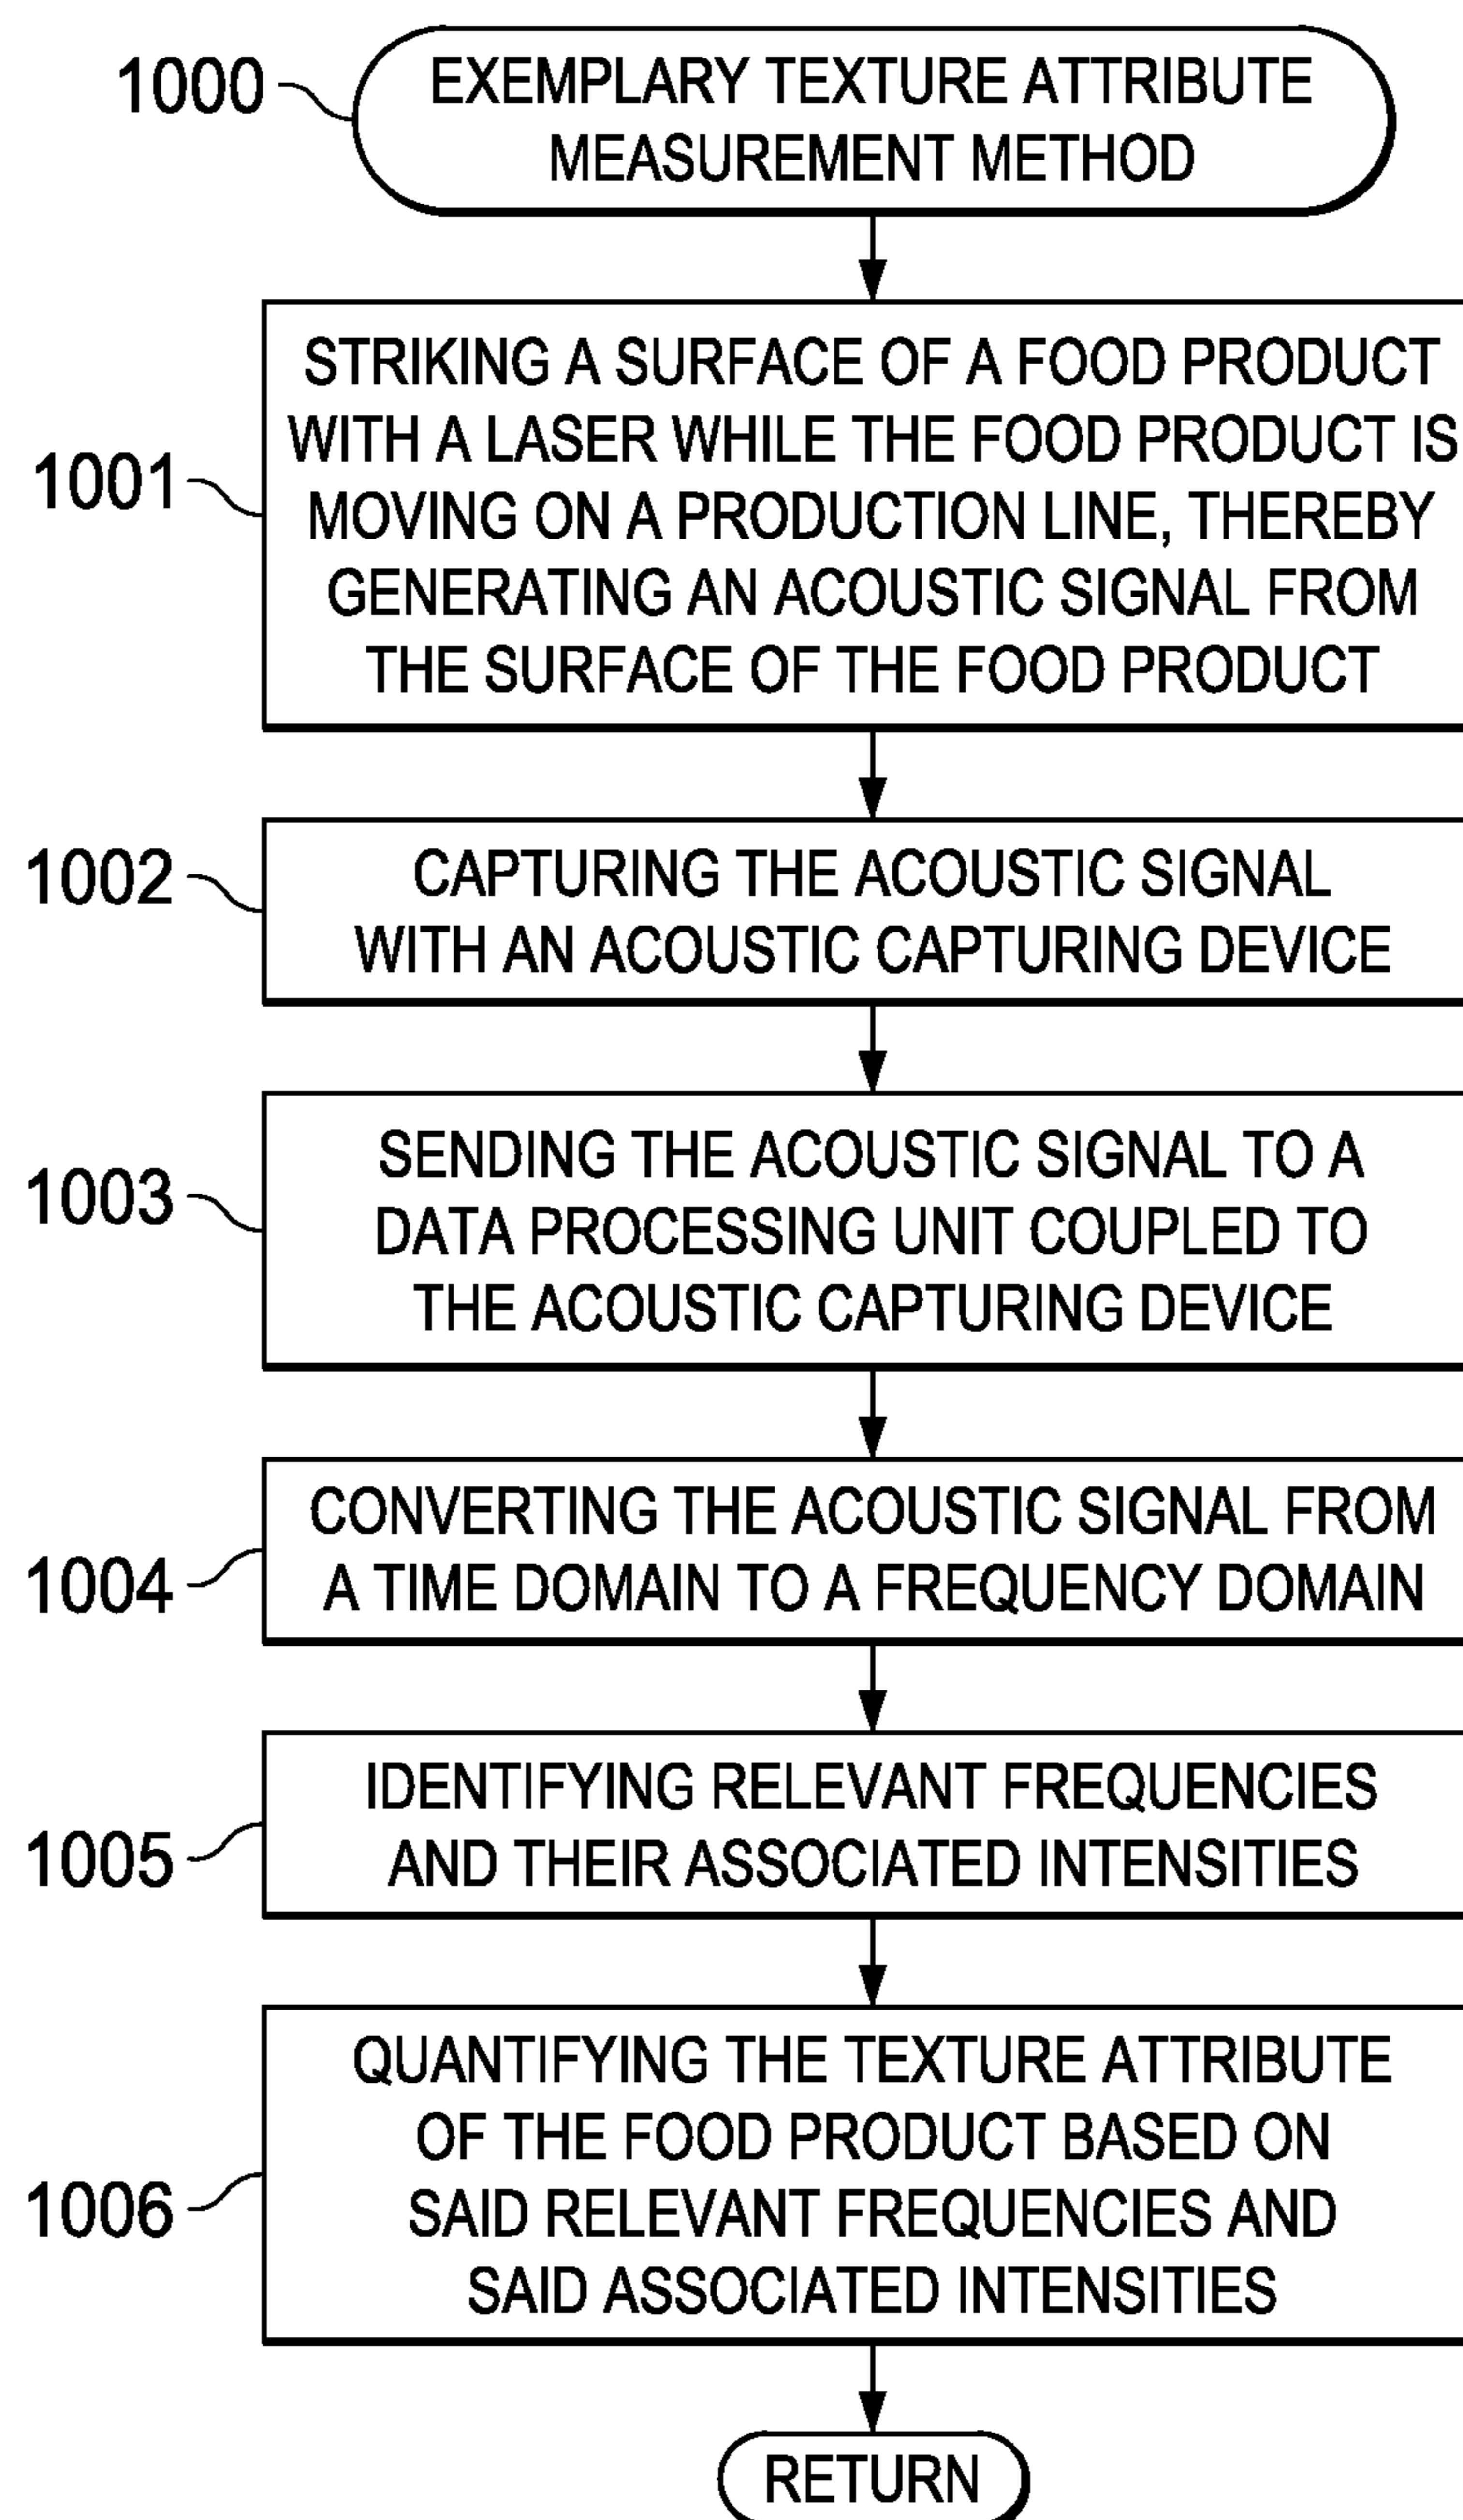 1000
EXEMPLARY TEXTURE ATTRIBUTE
MEASUREMENT METHOD
1001
STRIKING A SURFACE OF A FOOD PRODUCT
WITH A LASER WHILE THE FOOD PRODUCT IS
MOVING ON A PRODUCTION LINE, THEREBY
GENERATING AN ACOUSTIC SIGNAL FROM
THE SURFACE OF THE FOOD PRODUCT
1002
CAPTURING THE ACOUSTIC SIGNAL
WITH AN ACOUSTIC CAPTURING DEVICE
1003
SENDING THE ACOUSTIC SIGNAL TO A
DATA PROCESSING UNIT COUPLED TO
THE ACOUSTIC CAPTURING DEVICE
1004
CONVERTING THE ACOUSTIC SIGNAL FROM
A TIME DOMAIN TO A FREQUENCY DOMAIN
1005
IDENTIFYING RELEVANT FREQUENCIES
AND THEIR ASSOCIATED INTENSITIES
1006
QUANTIFYING THE TEXTURE ATTRIBUTE
OF THE FOOD PRODUCT BASED ON
SAID RELEVANT FREQUENCIES AND
SAID ASSOCIATED INTENSITIES
RETURN